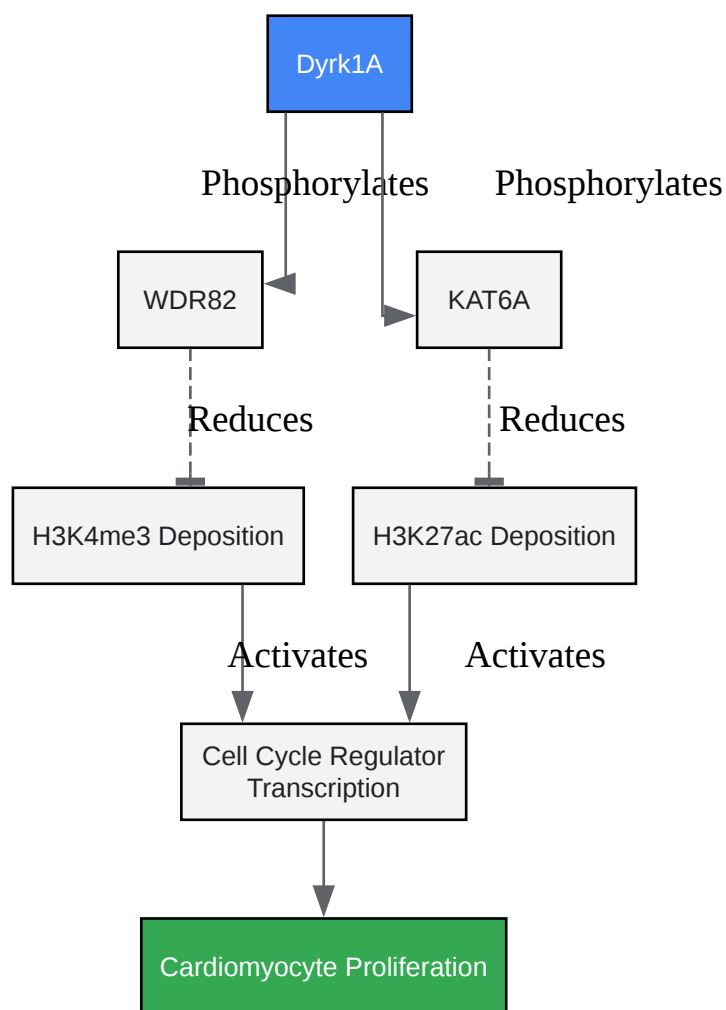 Dyrk1A
Phosphorylates
Phosphorylates
WDR82
KAT6A
Reduces
Reduces
H3K4me3 Deposition
H3K27ac Deposition
Activates
Activates
Cell Cycle Regulator
Transcription
Cardiomyocyte Proliferation